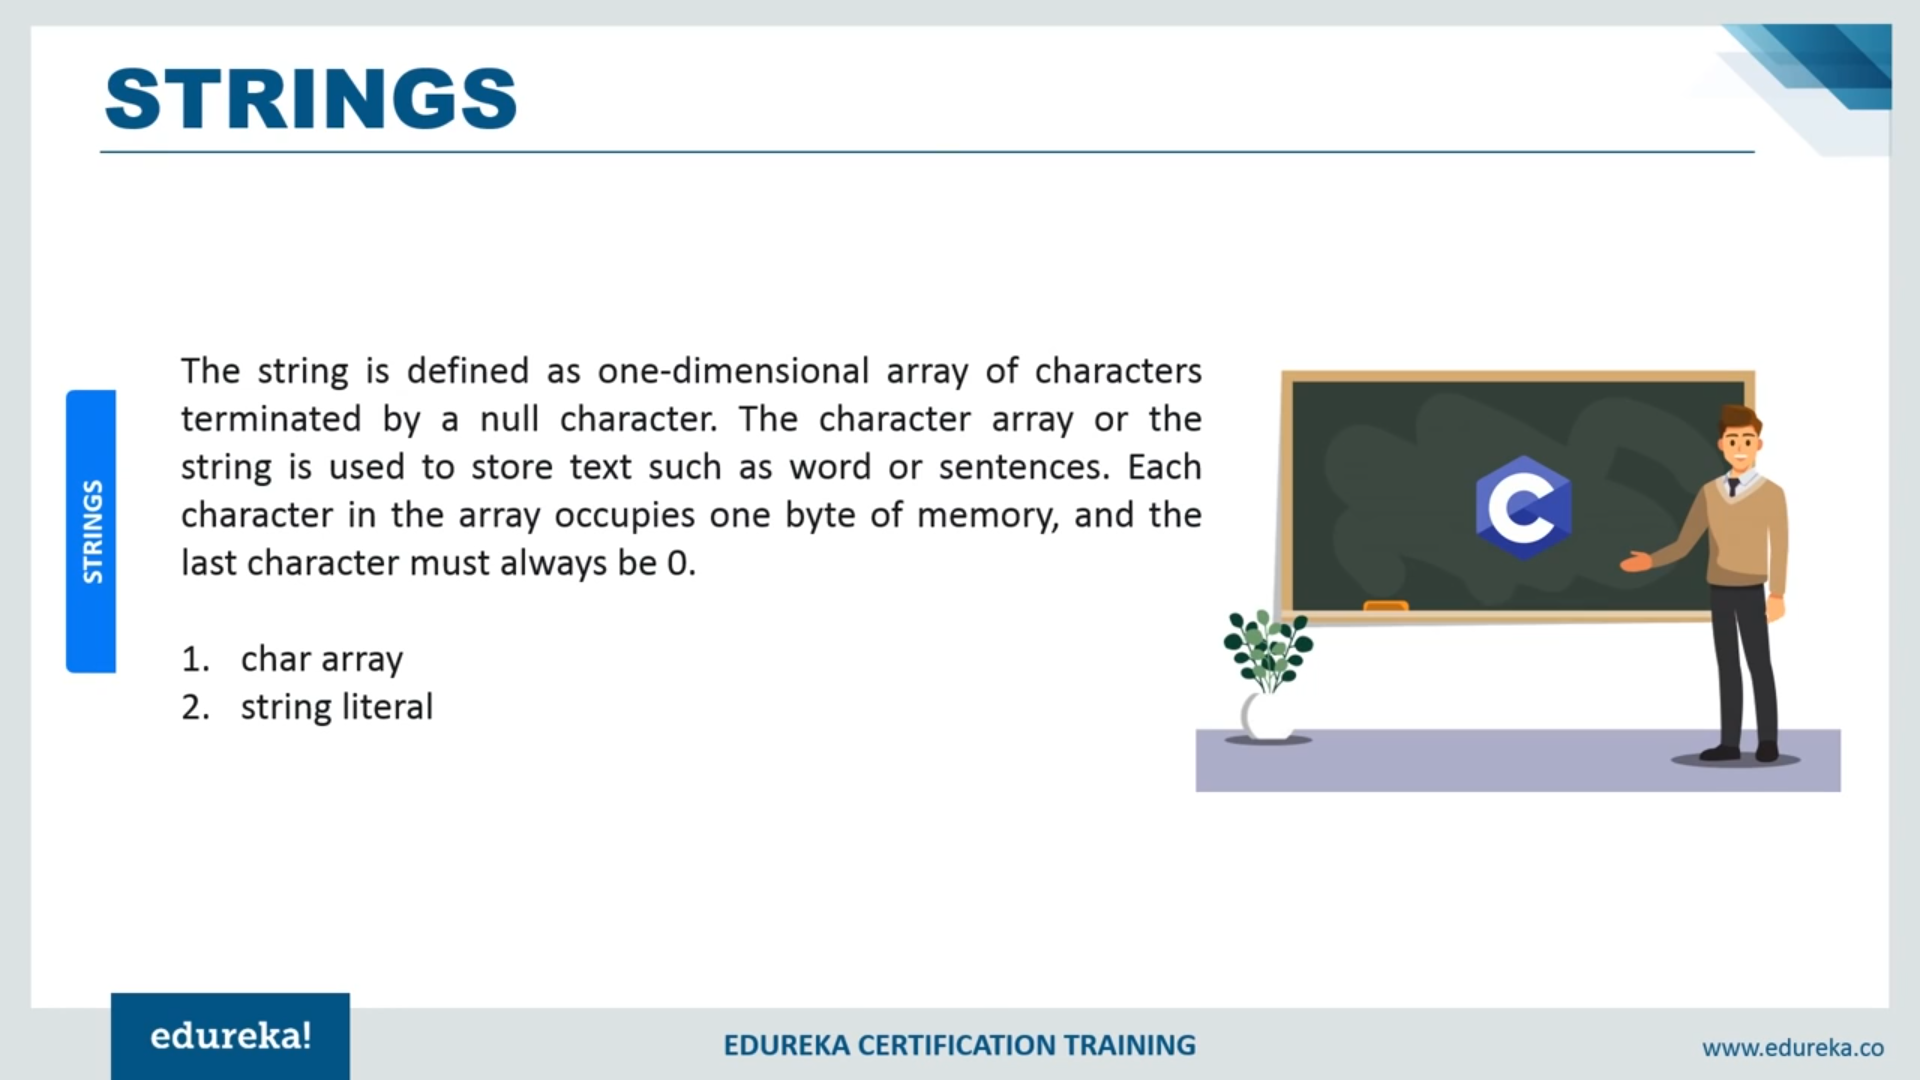 STRINGS
The string is defined as one-dimensional array of characters
terminated by a null character. The character array or the
string is used to store text such as word or sentences. Each
character in the array occupies one byte of memory, and the
last character must always be 0.
STRINGS
1. char array
2. string literal
C
edureka!
EDUREKA CERTIFICATION TRAINING
www.edureka.co